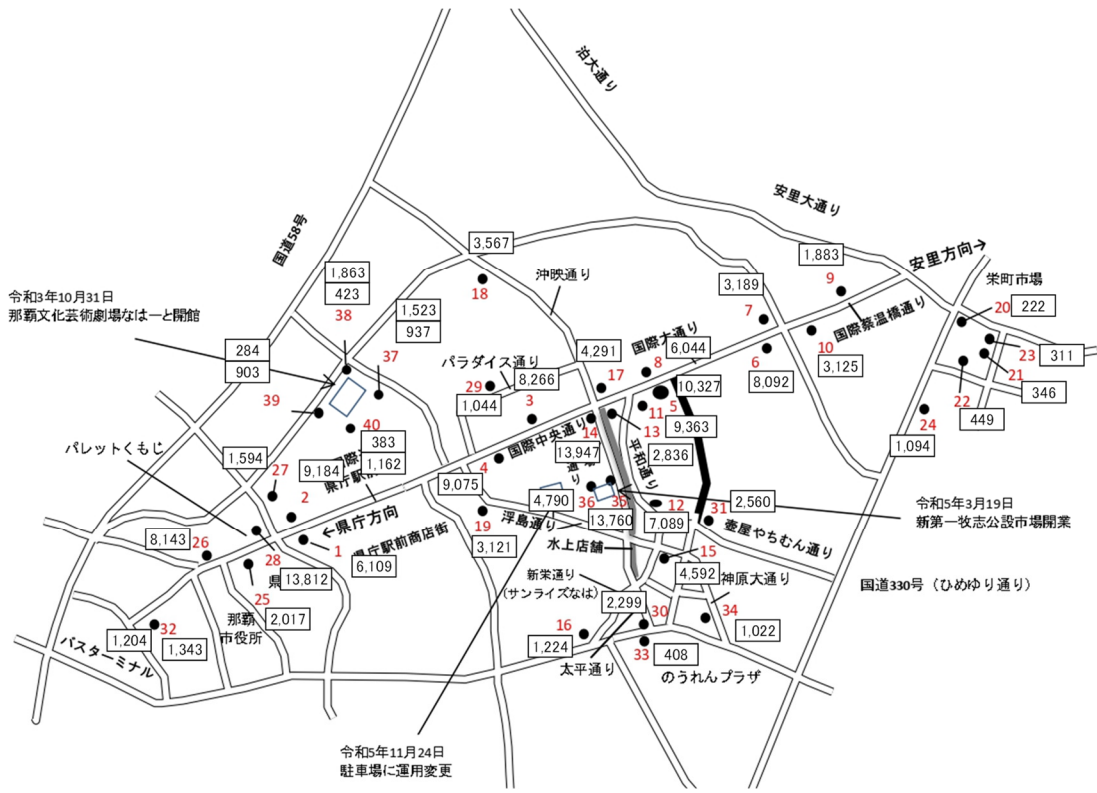 泊大通り
安里大通り
国道58号
3,567
1,883
安里方向→
沖映通り
栄町市場
1,863
423
38
18
3,189
9
20
222
令和3年10月31日
那覇文化芸術劇場なはーと開館
1,523
937
7
国際蔡温橋通り
国際大通り
10
23
311
284
903
37
パラダイス通り
4,291
8
6,044
6
3,125
21
29
8,266
17
10,327
8,092
22
346
39
1,044
3
11
5
449
24
40
383
1,162
国際中央通り
14
13
9,363
1,094
パレットくもじ
1,594
9,184
13,947
平和通り
2,836
27
4
通り
2
県庁駅前
9,075
4,790
36
35
2,560
令和5年3月19日
新第一牧志公設市場開業
←県庁方向
19
浮島通り
13,760
12
7,089
31
壺屋やちむん通り
8,143
26
28
1
県庁駅前商店街
3,121
水上店舗
15
6,109
県
13,812
新栄通り
(サンライズなは)
4,592
神原大通り
国道330号（ひめゆり通り）
25
2,017
那覇
市役所
2,299
30
34
32
1,204
1,343
16
1,224
1,022
バスターミナル
太平通り
33
408
のうれんプラザ
令和5年11月24日
駐車場に運用変更